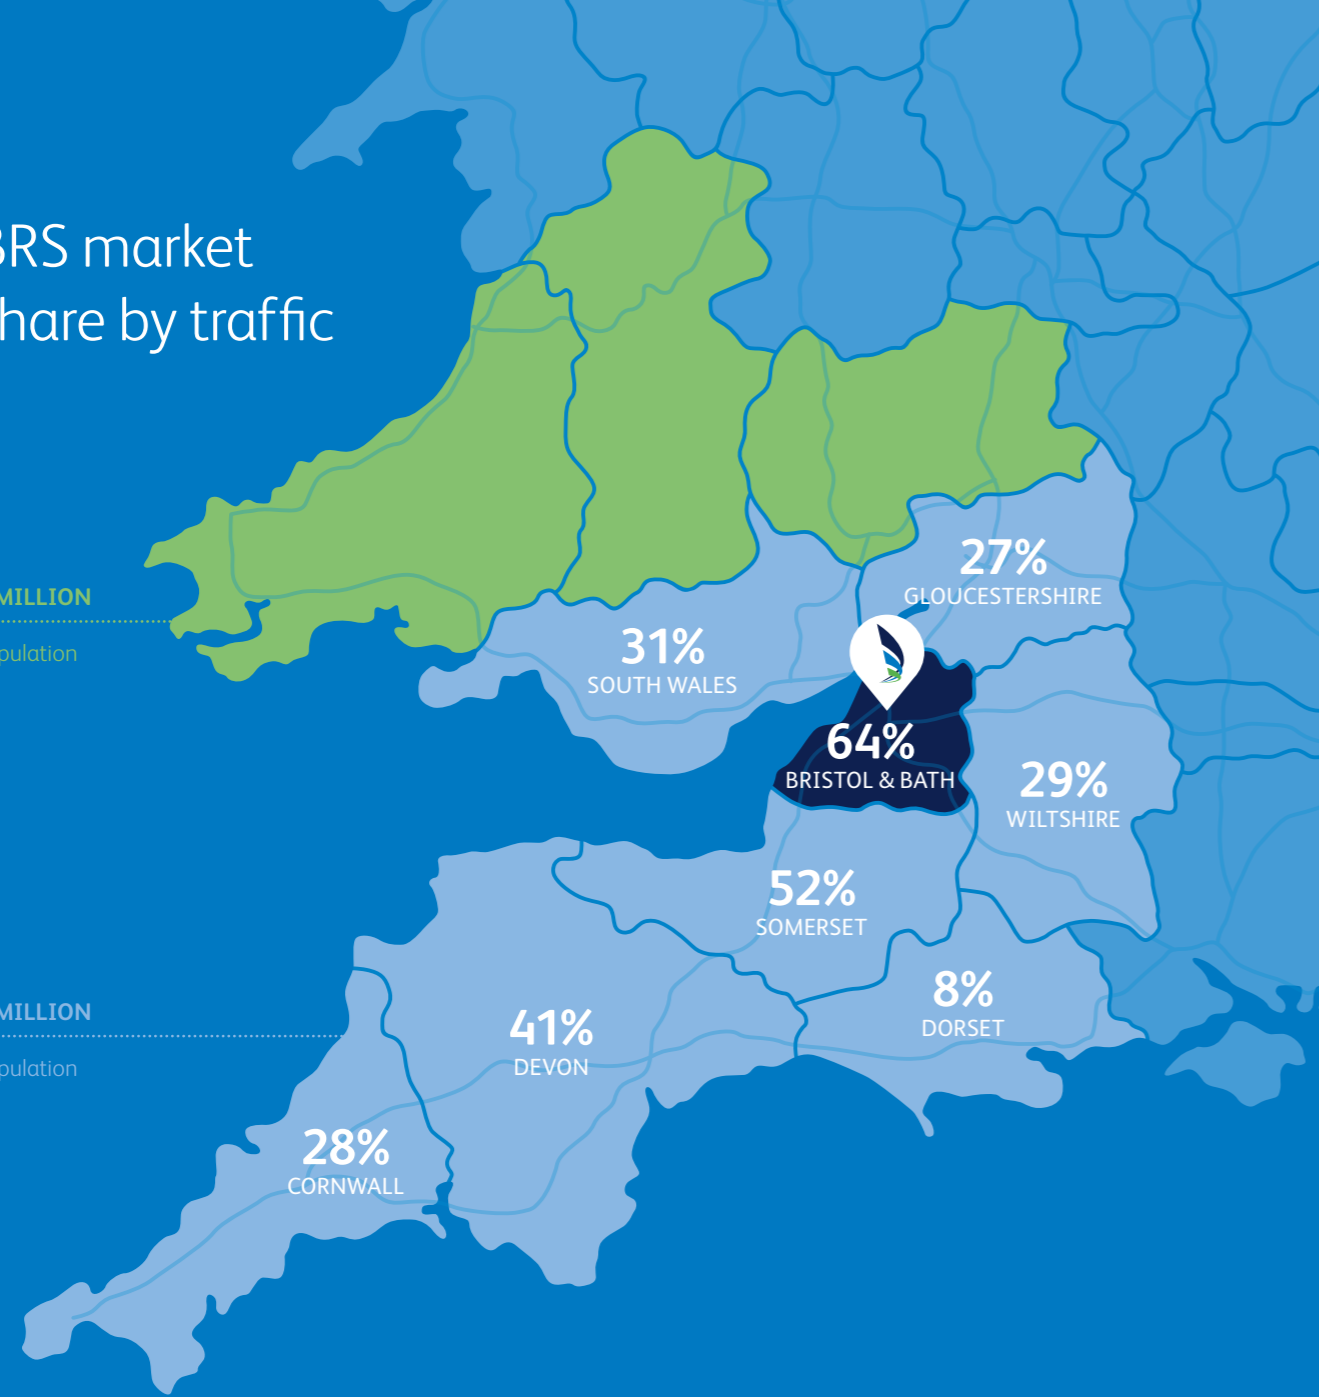 BRS market
hare by traffic
MILLION
pulation
27%
GLOUCESTERSHIRE
31%
SOUTH WALES
64%
BRISTOL & BATH
29%
WILTSHIRE
52%
SOMERSET
8%
DORSET
MILLION
pulation
41%
DEVON
28%
CORNWALL